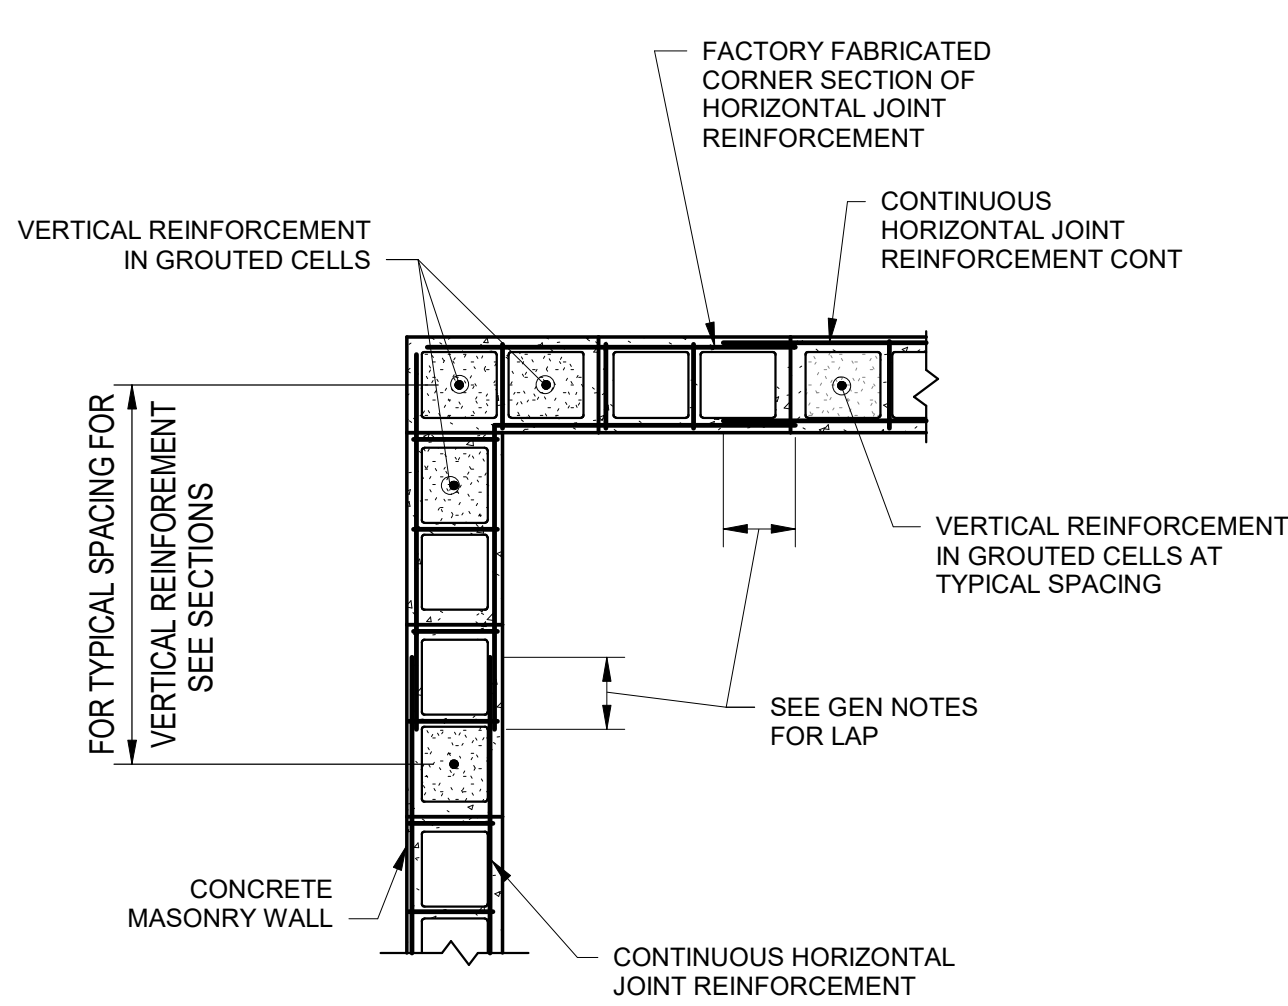 FACTORY FABRICATED
CORNER SECTION OF
HORIZONTAL JOINT
REINFORCEMENT
CONTINUOUS
HORIZONTAL JOINT
REINFORCEMENT CONT
VERTICAL REINFORCEMENT
IN GROUTED CELLS
FOR TYPICAL SPACING FOR
VERTICAL REINFOREMENT
SEE SECTIONS
VERTICAL REINFORCEMENT
IN GROUTED CELLS AT
TYPICAL SPACING
SEE GEN NOTES
FOR LAP
CONCRETE
MASONRY WALL
CONTINUOUS HORIZONTAL
JOINT REINFORCEMENT